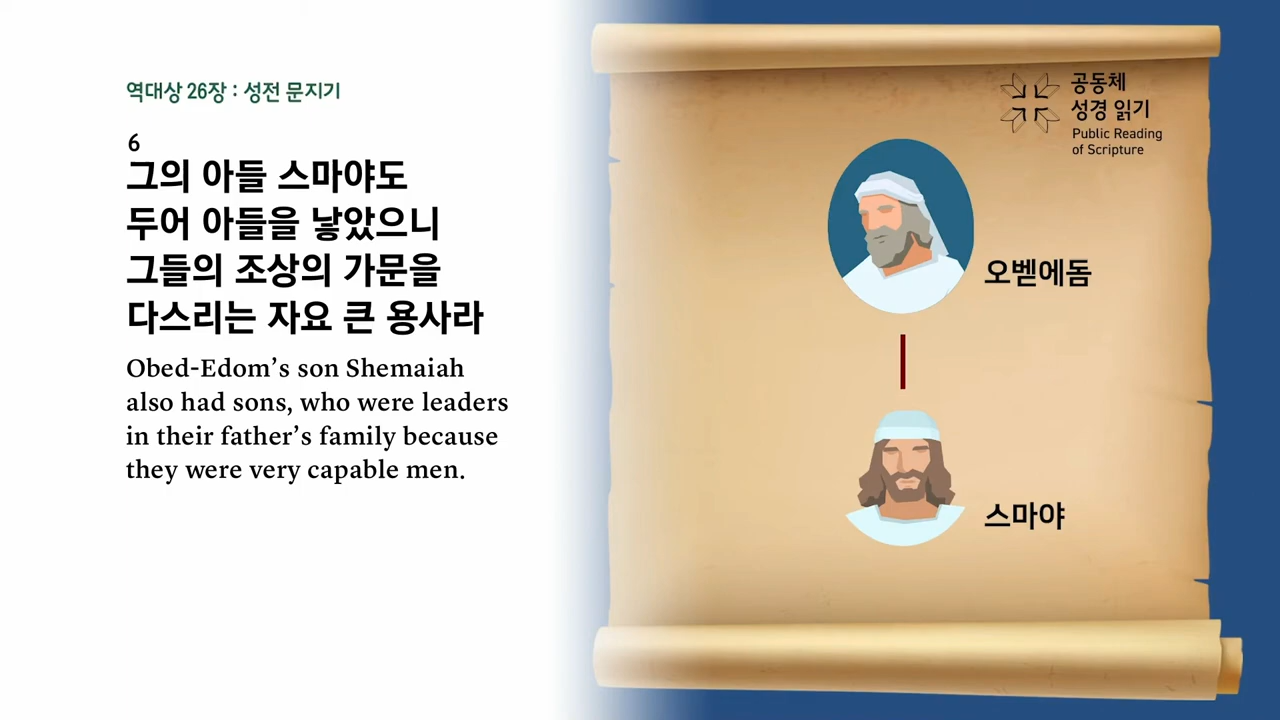 역대상 26장 : 성전 문지기
6
그의 아들 스마야도
두어 아들을 낳았으니
그들의 조상의 가문을
다스리는 자요 큰 용사라
Obed-Edom’s son Shemaiah
also had sons, who were leaders
in their father’s family because
they were very capable men.
공동체
성경 읽기
Public Reading
of Scripture
오벧에돔
스마야